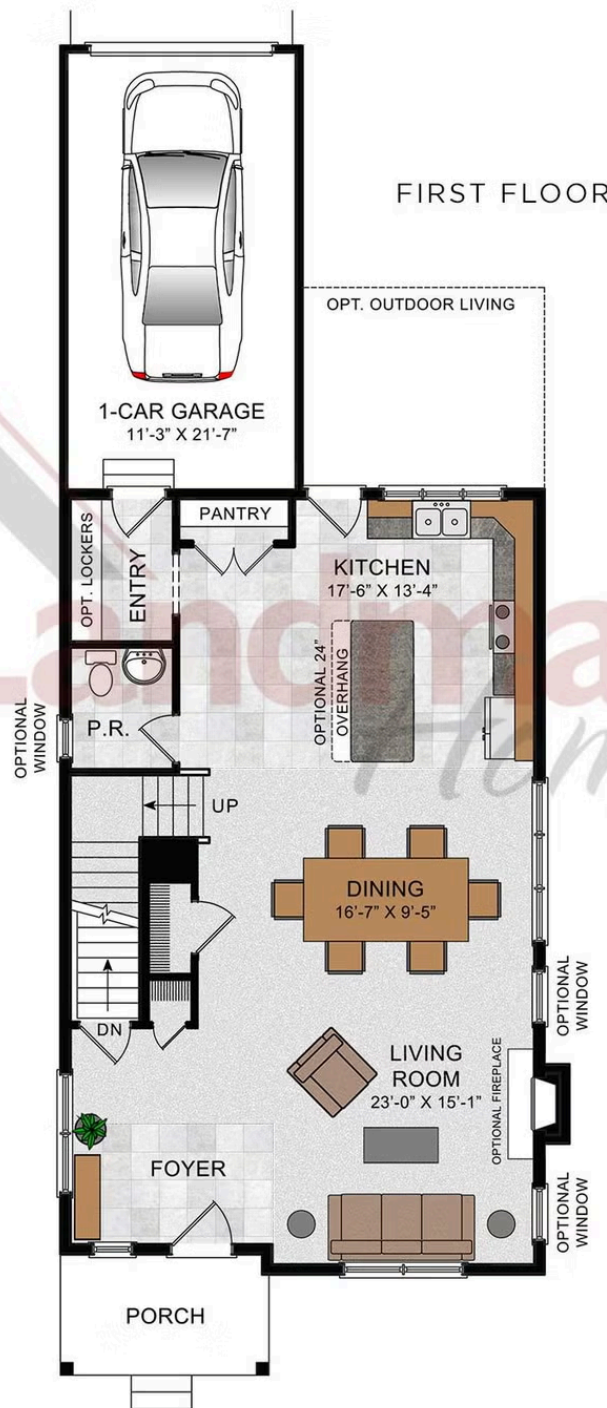 FIRST FLOOR
OPT. OUTDOOR LIVING
1-CAR GARAGE
11'-3" X 21'-7"
OPT. LOCKERS
ENTRY
PANTRY
KITCHEN
17'-6" X 13'-4"
OPTIONAL 24"
OVERHANG
P.R.
OPTIONAL
WINDOW
UP
DINING
16'-7" X 9'-5"
OPTIONAL
WINDOW
DN
LIVING
ROOM
23'-0" X 15'-1"
OPTIONAL FIREPLACE
FOYER
OPTIONAL
WINDOW
PORCH
Landma
Hom